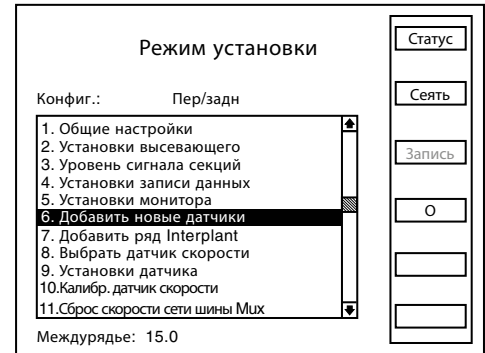 Режим установки
Конфиг.: Пер/задн
1. Общие настройки
2. Установки высевающего
3. Уровень сигнала секций
4. Установки записи данных
5. Установки монитора
6. Добавить новые датчики
7. Добавить ряд Interplant
8. Выбрать датчик скорости
9. Установки датчика
10.Калибр. датчик скорости
11.Сброс скорости сети шины Mux
Междурядье: 15.0
Статус
Сеять
Запись
О